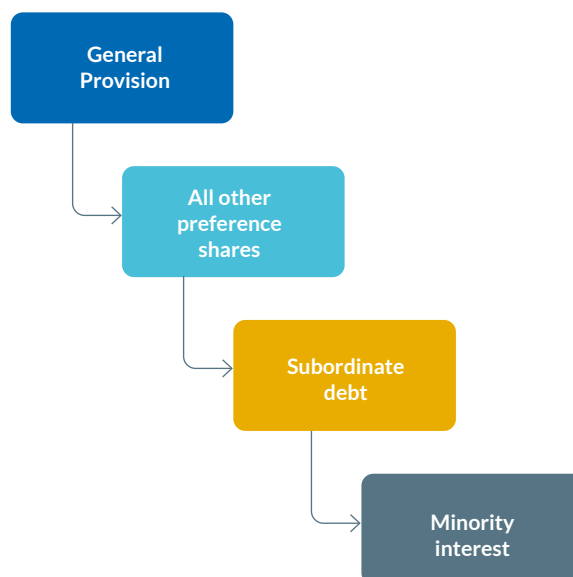 General
Provision
All other
preference
shares
Subordinate
debt
Minority
interest